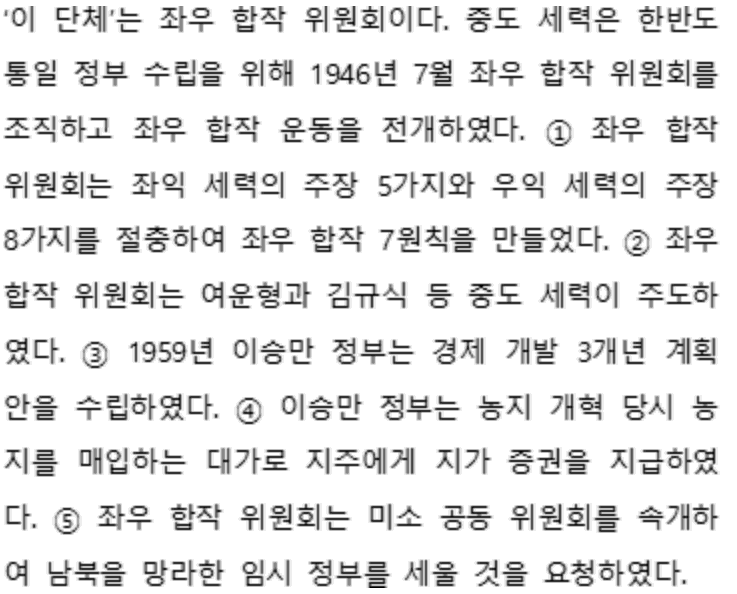 ‘이 단체’는 좌우 합작 위원회이다. 중도 세력은 한반도
통일 정부 수립을 위해 1946년 7월 좌우 합작 위원회를
조직하고 좌우 합작 운동을 전개하였다. ① 좌우 합작
위원회는 좌익 세력의 주장 5가지와 우익 세력의 주장
8가지를 절충하여 좌우 합작 7원칙을 만들었다. ② 좌우
합작 위원회는 여운형과 김규식 등 중도 세력이 주도하
였다. ③ 1959년 이승만 정부는 경제 개발 3개년 계획
안을 수립하였다. ④ 이승만 정부는 농지 개혁 당시 농
지를 매입하는 대가로 지주에게 지가 증권을 지급하였
다. ⑤ 좌우 합작 위원회는 미소 공동 위원회를 속개하
여 남북을 망라한 임시 정부를 세울 것을 요청하였다.